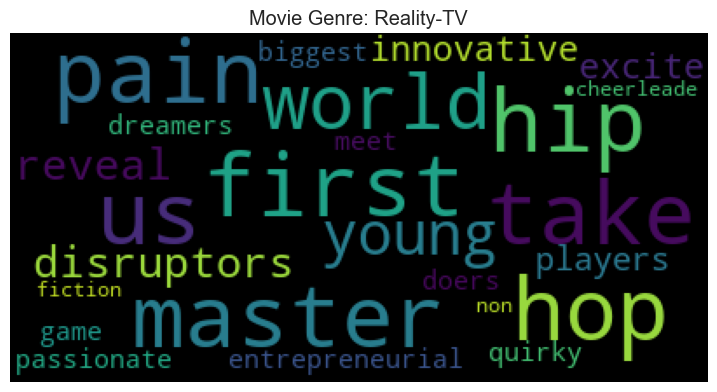 Movie Genre: Reality-TV
pain biggest innovative excite
world hip cheerleade
dreamers meet
reveal first take
us young
disruptors players
fiction doers
master non hop
game
passionate entrepreneurial quirky